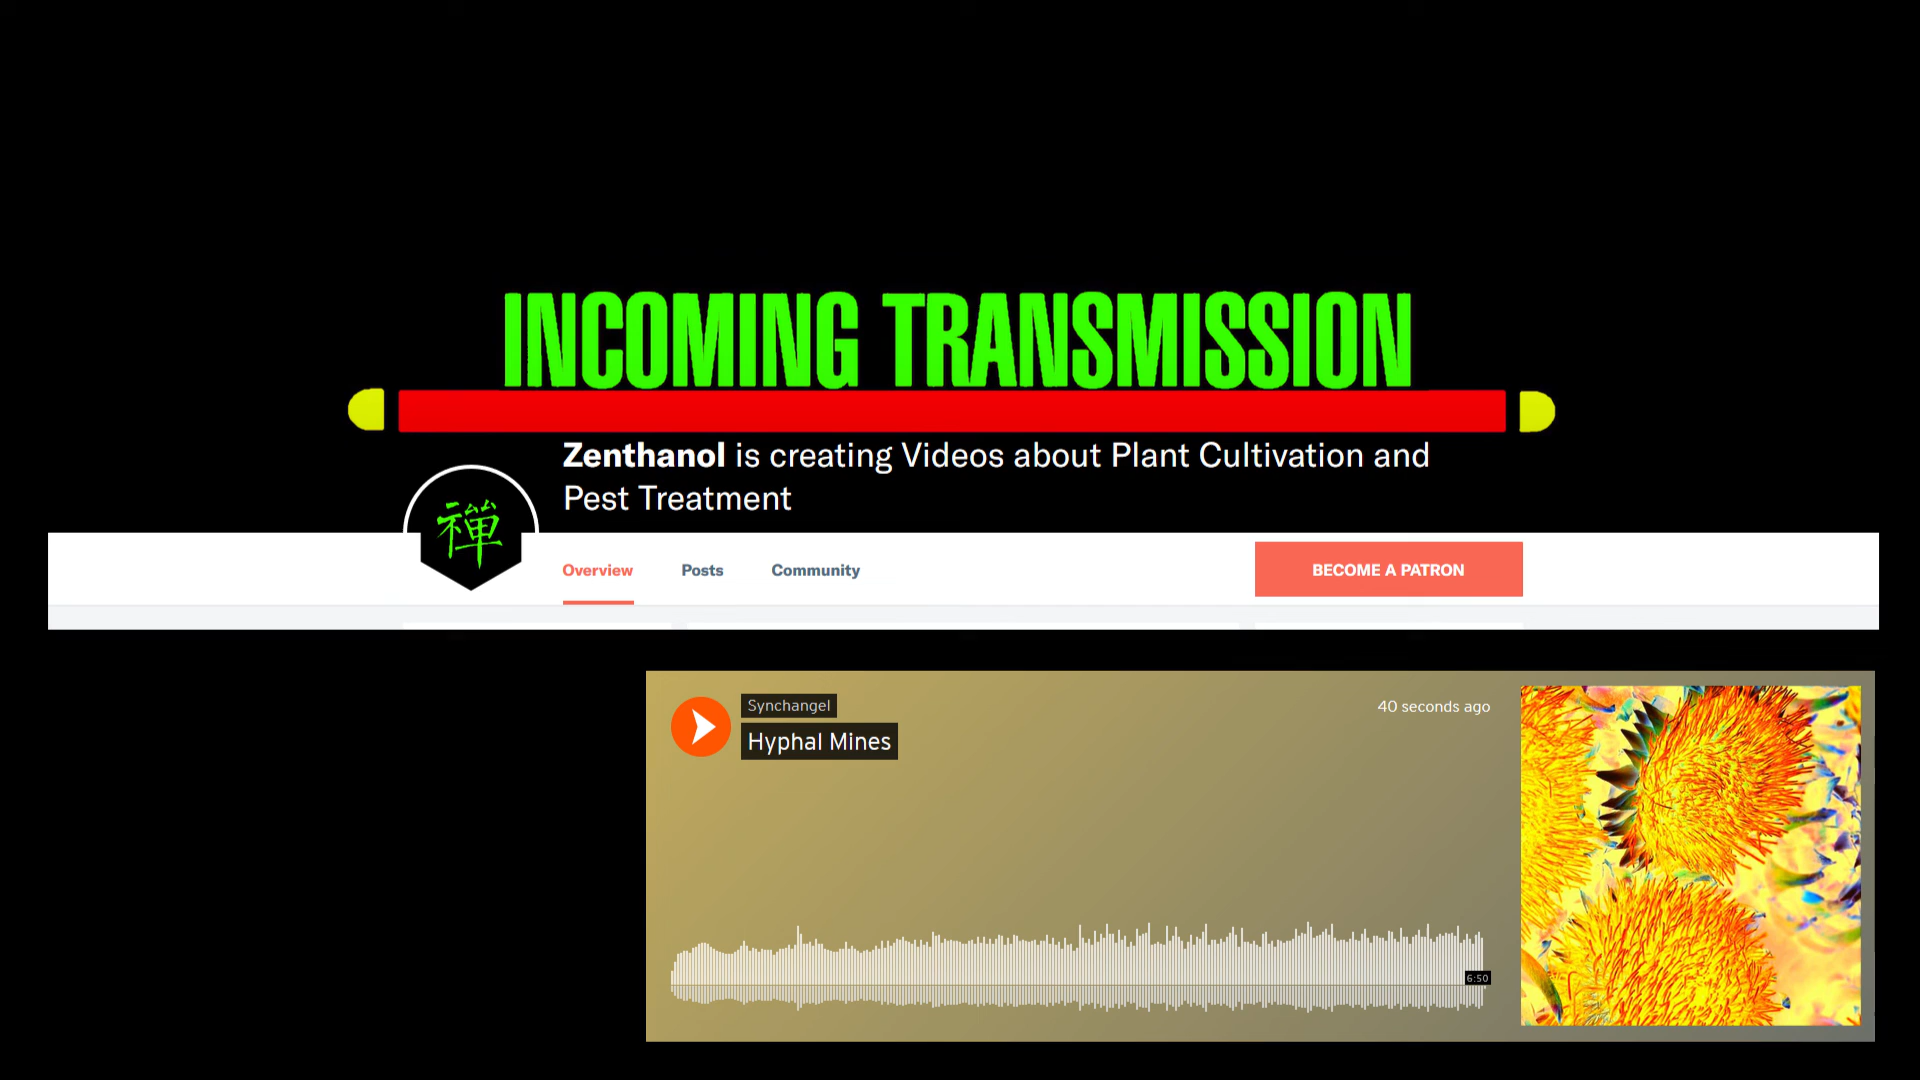 INCOMING TRANSMISSION
Zenthanol is creating Videos about Plant Cultivation and
Pest Treatment
禪
Overview Posts Community BECOME A PATRON
Synchangel 40 seconds ago
Hyphal Mines
6:50